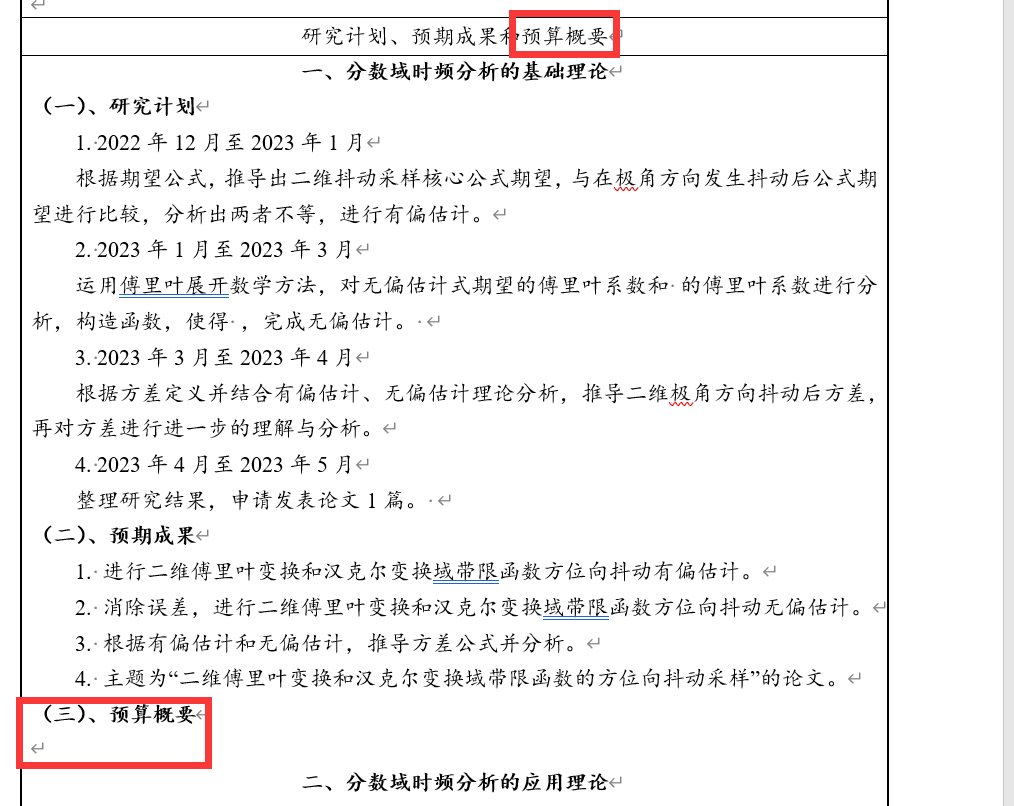 研究计划、预期成果和预算概要
一、分数域时频分析的基础理论
（一）、研究计划
1. 2022 年 12 月至 2023 年 1 月
根据期望公式，推导出二维抖动采样核心公式期望，与在极角方向发生抖动后公式期
望进行比较，分析出两者不等，进行有偏估计。
2. 2023 年 1 月至 2023 年 3 月
运用傅里叶展开数学方法，对无偏估计式期望的傅里叶系数和 的傅里叶系数进行分
析，构造函数，使得 ，完成无偏估计。
3. 2023 年 3 月至 2023 年 4 月
根据方差定义并结合有偏估计、无偏估计理论分析，推导二维极角方向抖动后方差，
再对方差进行进一步的理解与分析。
4. 2023 年 4 月至 2023 年 5 月
整理研究结果，申请发表论文 1 篇。
（二）、预期成果
1. 进行二维傅里叶变换和汉克尔变换域带限函数方位向抖动有偏估计。
2. 消除误差，进行二维傅里叶变换和汉克尔变换域带限函数方位向抖动无偏估计。
3. 根据有偏估计和无偏估计，推导方差公式并分析。
4. 主题为“二维傅里叶变换和汉克尔变换域带限函数的方位向抖动采样”的论文。
（三）、预算概要
二、分数域时频分析的应用理论